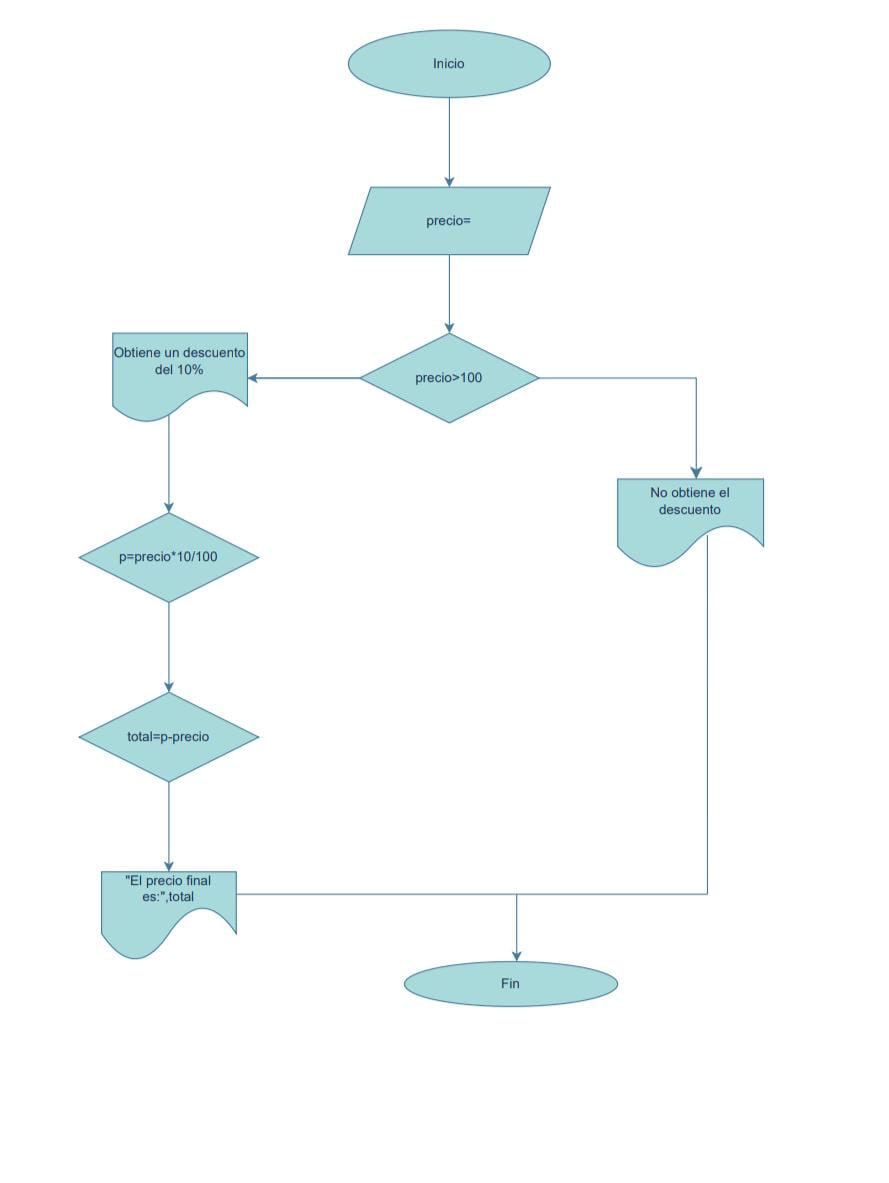 Inicio
precio=
precio>100
Obtiene un descuento
del 10%
No obtiene el
descuento
p=precio*10/100
total=p-precio
"El precio final
es:",total
Fin